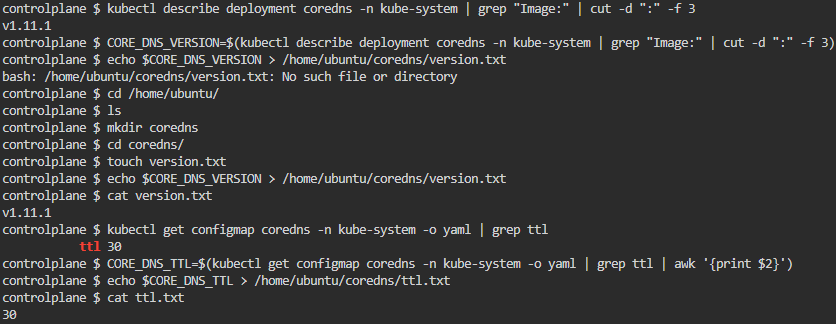 controlplane $ kubectl describe deployment coredns -n kube-system | grep "Image:" | cut -d ":" -f 3
v1.11.1
controlplane $ CORE_DNS_VERSION=$(kubectl describe deployment coredns -n kube-system | grep "Image:" | cut -d ":" -f 3)
controlplane $ echo $CORE_DNS_VERSION > /home/ubuntu/coredns/version.txt
bash: /home/ubuntu/coredns/version.txt: No such file or directory
controlplane $ cd /home/ubuntu/
controlplane $ ls
controlplane $ mkdir coredns
controlplane $ cd coredns/
controlplane $ touch version.txt
controlplane $ echo $CORE_DNS_VERSION > /home/ubuntu/coredns/version.txt
controlplane $ cat version.txt
v1.11.1
controlplane $ kubectl get configmap coredns -n kube-system -o yaml | grep ttl
ttl 30
controlplane $ CORE_DNS_TTL=$(kubectl get configmap coredns -n kube-system -o yaml | grep ttl | awk '{print $2}')
controlplane $ echo $CORE_DNS_TTL > /home/ubuntu/coredns/ttl.txt
controlplane $ cat ttl.txt
30